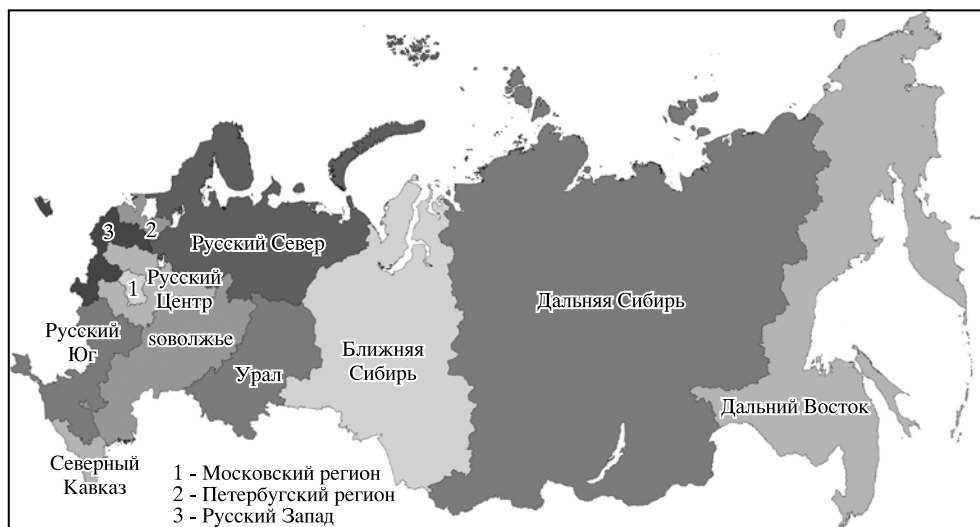 3
2
Русский Север
1
Русский
Центр
Дальняя Сибирь
Русский
Юг
ѕоволжье
Ближняя
Сибирь
Урал
Дальний Восток
Северный
Кавказ
1 - Московский регион
2 - Петербугский регион
3 - Русский Запад